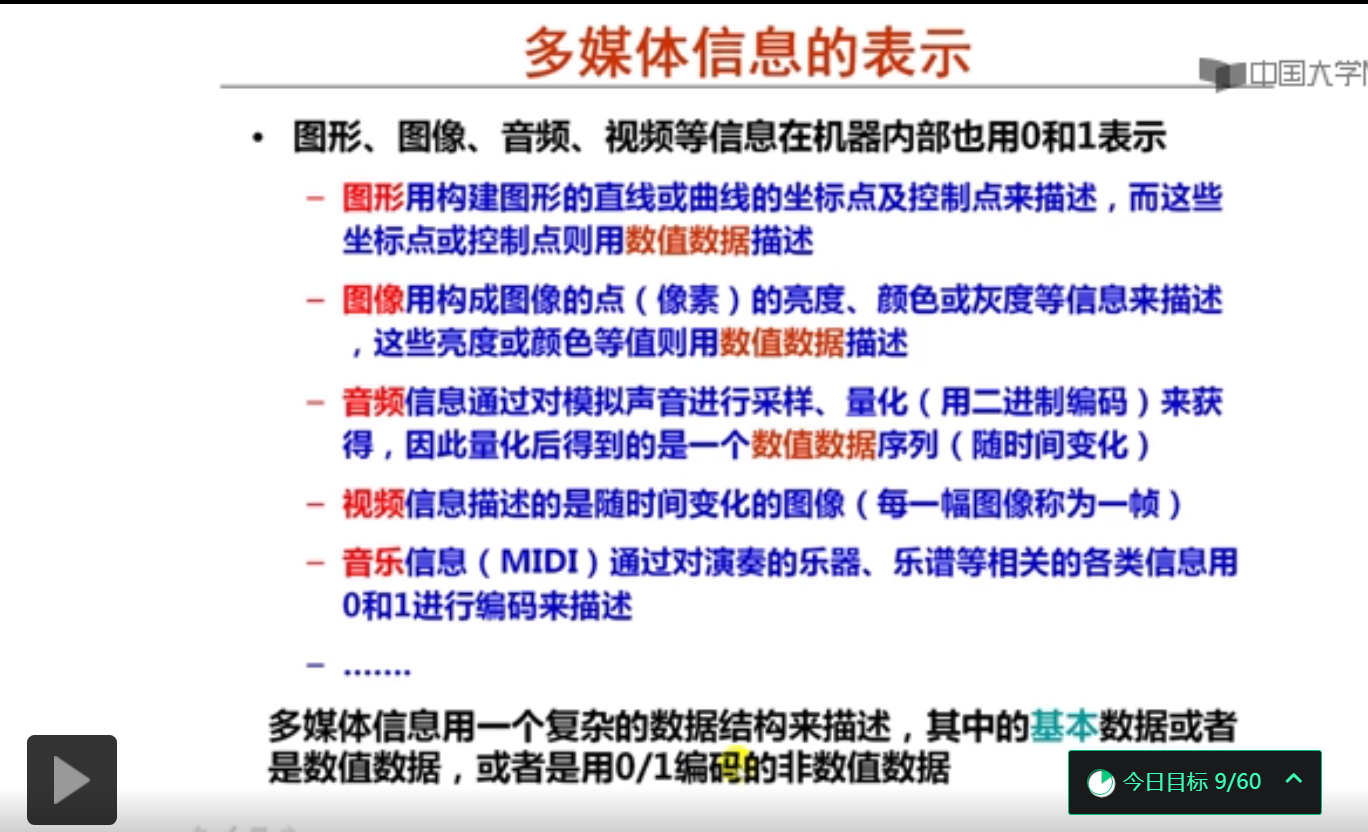 多媒体信息的表示
中国大学
• 图形、图像、音频、视频等信息在机器内部也用0和1表示
– 图形用构建图形的直线或曲线的坐标点及控制点来描述，而这些
坐标点或控制点则用数值数据描述
– 图像用构成图像的点（像素）的亮度、颜色或灰度等信息来描述
，这些亮度或颜色等值则用数值数据描述
– 音频信息通过对模拟声音进行采样、量化（用二进制编码）来获
得，因此量化后得到的是一个数值数据序列（随时间变化）
– 视频信息描述的是随时间变化的图像（每一幅图像称为一帧）
– 音乐信息（MIDI）通过对演奏的乐器、乐谱等相关的各类信息用
0和1进行编码来描述
– .......
多媒体信息用一个复杂的数据结构来描述，其中的基本数据或者
是数值数据，或者是用0/1编码的非数值数据
今日目标 9/60